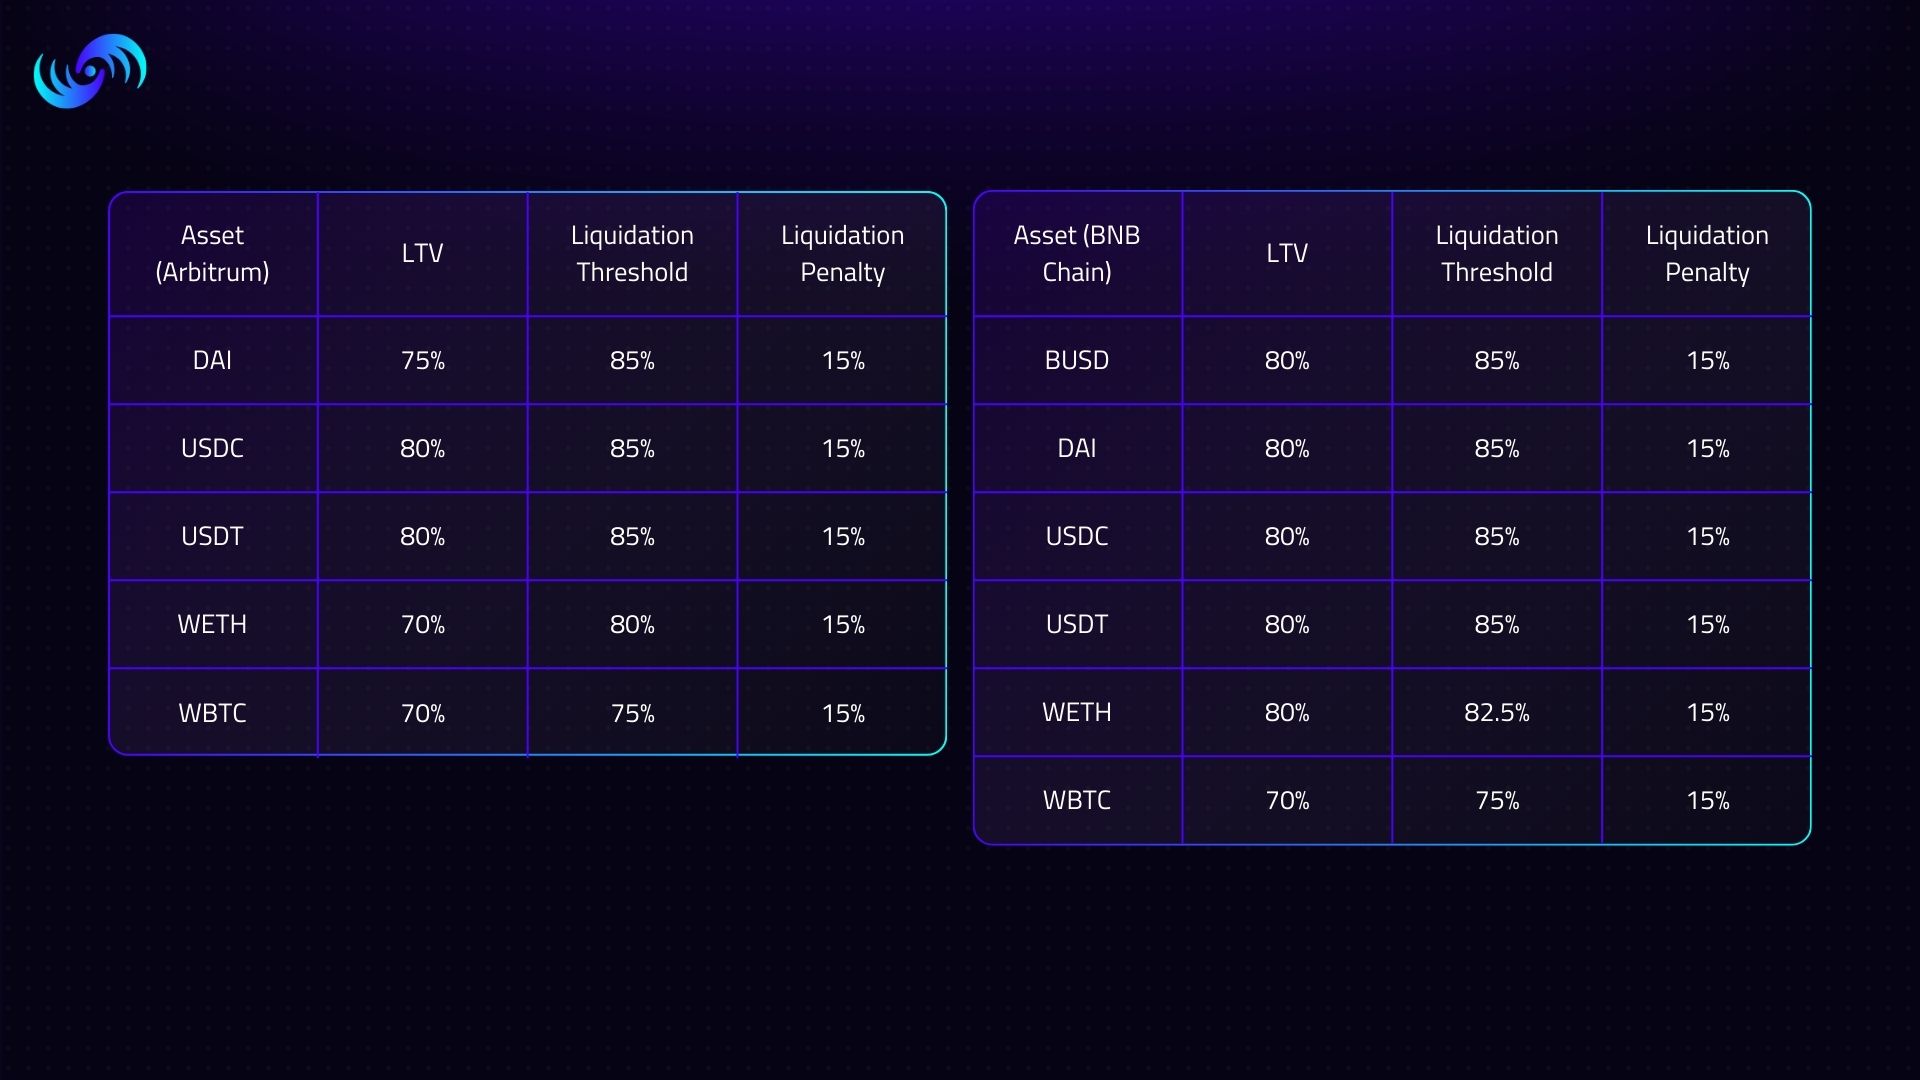 Asset (Arbitrum) LTV Liquidation Threshold Liquidation Penalty
DAI 75% 85% 15%
USDC 80% 85% 15%
USDT 80% 85% 15%
WETH 70% 80% 15%
WBTC 70% 75% 15%
Asset (BNB Chain) LTV Liquidation Threshold Liquidation Penalty
BUSD 80% 85% 15%
DAI 80% 85% 15%
USDC 80% 85% 15%
USDT 80% 85% 15%
WETH 80% 82.5% 15%
WBTC 70% 75% 15%